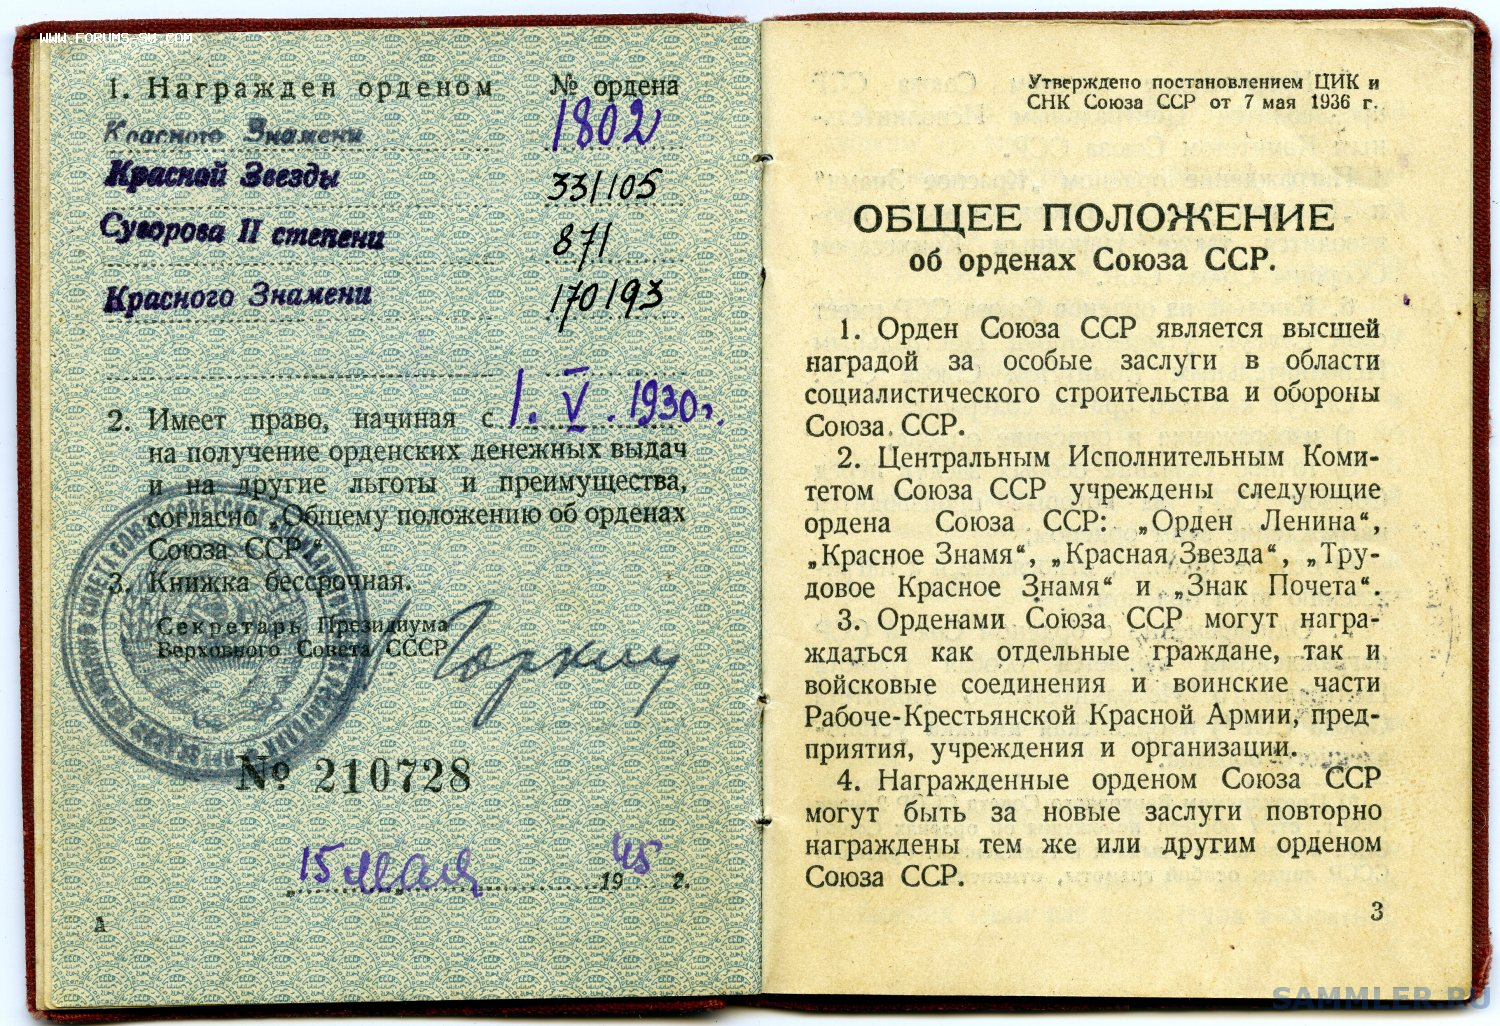 WWW.FORUMS-SU.COM
1. Награжден орденом № ордена
Красного Знамени 1802
Красной Звезды 331105
Суворова II степени 871
Красного Знамени 170193
2. Имеет право, начиная с 1. V. 1930г.
на получение орденских денежных выдач
и на другие льготы и преимущества,
согласно „Общему положению об орденах
Союза ССР.“
3. Книжка бессрочная.
Секретарь Президиума
Верховного Совета СССР
Горкин
№ 210728
„15 мая 1945 г.
А
Утверждено постановлением ЦИК и
СНК Союза ССР от 7 мая 1936 г.
ОБЩЕЕ ПОЛОЖЕНИЕ
об орденах Союза ССР.
1. Орден Союза ССР является высшей
наградой за особые заслуги в области
социалистического строительства и обороны
Союза ССР.
2. Центральным Исполнительным Коми-
тетом Союза ССР учреждены следующие
ордена Союза ССР: „Орден Ленина“,
„Красное Знамя“, „Красная Звезда“, „Тру-
довое Красное Знамя“ и „Знак Почета“.
3. Орденами Союза ССР могут награ-
ждаться как отдельные граждане, так и
войсковые соединения и воинские части
Рабоче-Крестьянской Красной Армии, пред-
приятия, учреждения и организации.
4. Награжденные орденом Союза ССР
могут быть за новые заслуги повторно
награждены тем же или другим орденом
Союза ССР.
3
SAMMLER.RU